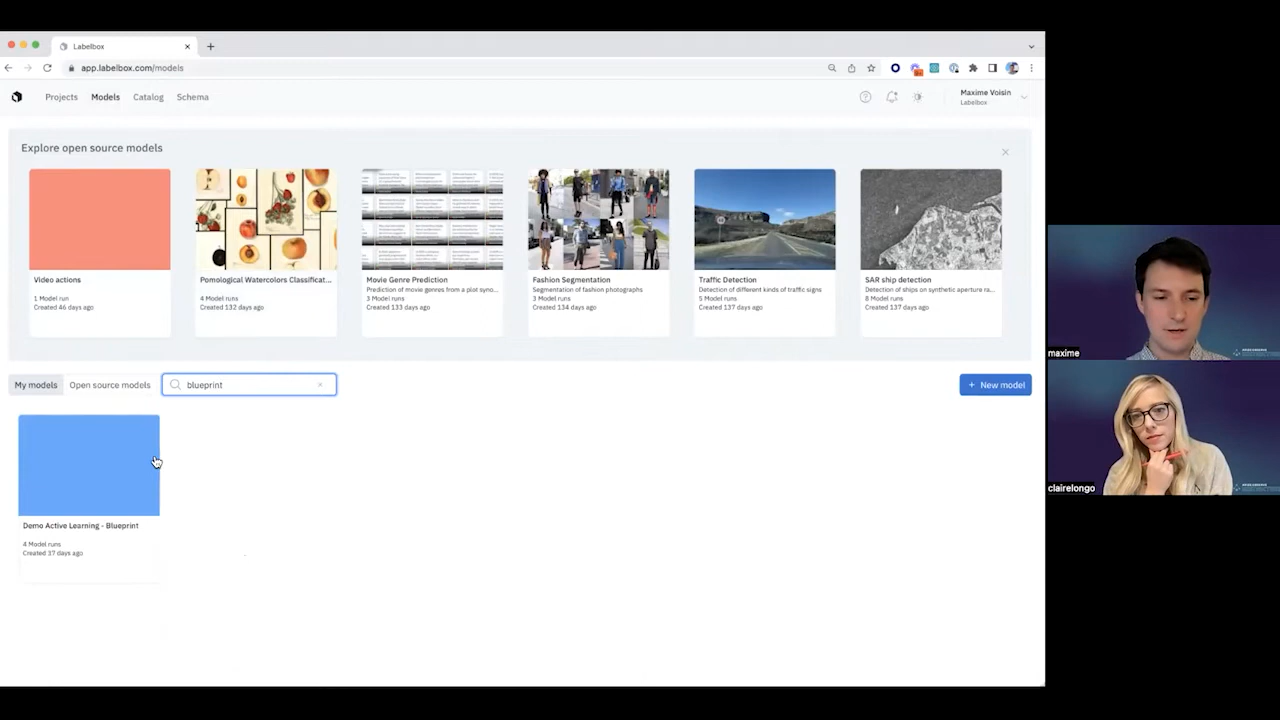 Labelbox
app.labelbox.com/models
Projects
Models
Catalog
Schema
Maxime Voisin
Labelbox
Explore open source models
Video actions
1 Model run
Created 46 days ago
Pomological Watercolors Classificat...
4 Model runs
Created 132 days ago
Movie Genre Prediction
Prediction of movie genres from a plot syno...
3 Model runs
Created 133 days ago
Fashion Segmentation
Segmentation of fashion photographs
3 Model runs
Created 134 days ago
Traffic Detection
Detection of different kinds of traffic signs
5 Model runs
Created 137 days ago
SAR ship detection
Detection of ships on synthetic aperture ra...
8 Model runs
Created 137 days ago
My models
Open source models
blueprint
+ New model
Demo Active Learning - Blueprint
4 Model runs
Created 37 days ago
maxime
clairelongo